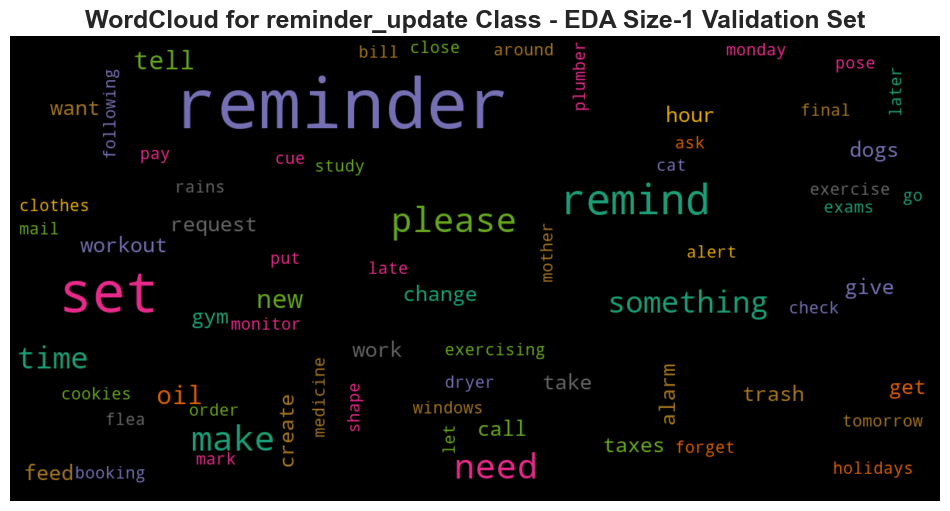 WordCloud for reminder_update Class - EDA Size-1 Validation Set
tell
bill
close
around
monday
pose
later
plumber
following
want
reminder
hour
final
ask
dogs
pay
cue
study
cat
rains
remind
exercise
go
exams
clothes
mail
request
please
workout
mother
alert
put
late
set
new
change
something
give
check
gym
monitor
time
work
exercising
cookies
oil
order
medicine
shape
dryer
take
alarm
trash
get
flea
create
windows
let
call
tomorrow
make
mark
taxes
forget
feed
booking
need
holidays